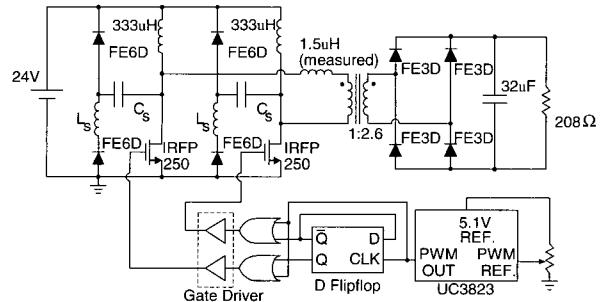 333uH
333uH
1.5uH
(measured)
FE6D
FE6D
FE3D
FE3D
24V
32uF
Cs
Cs
208Ω
Ls
Ls
FE6D
IRFP
250
FE6D
IRFP
250
1:2.6
FE3D
FE3D
5.1V
REF.
Q̅
D
PWM
OUT
PWM
REF.
Q
CLK
Gate Driver
D Flipflop
UC3823